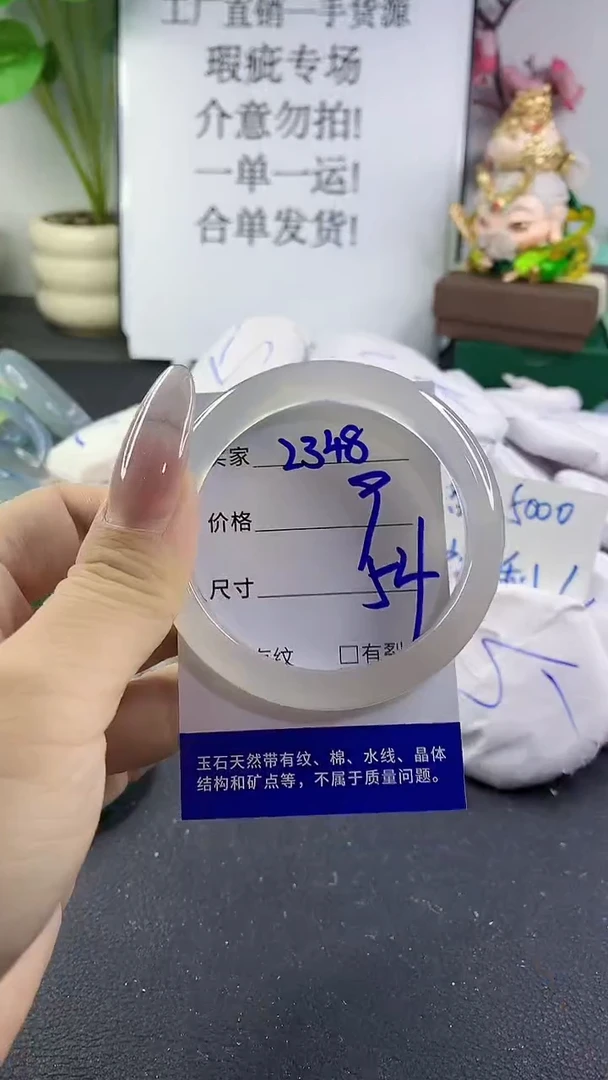 工厂直销一手货源
瑕疵专场
介意勿拍!
一单一运!
合单发货!
家 2348
价格
尺寸 54
有纹 □有裂
5000
玉石天然带有纹、棉、水线、晶体
结构和矿点等，不属于质量问题。